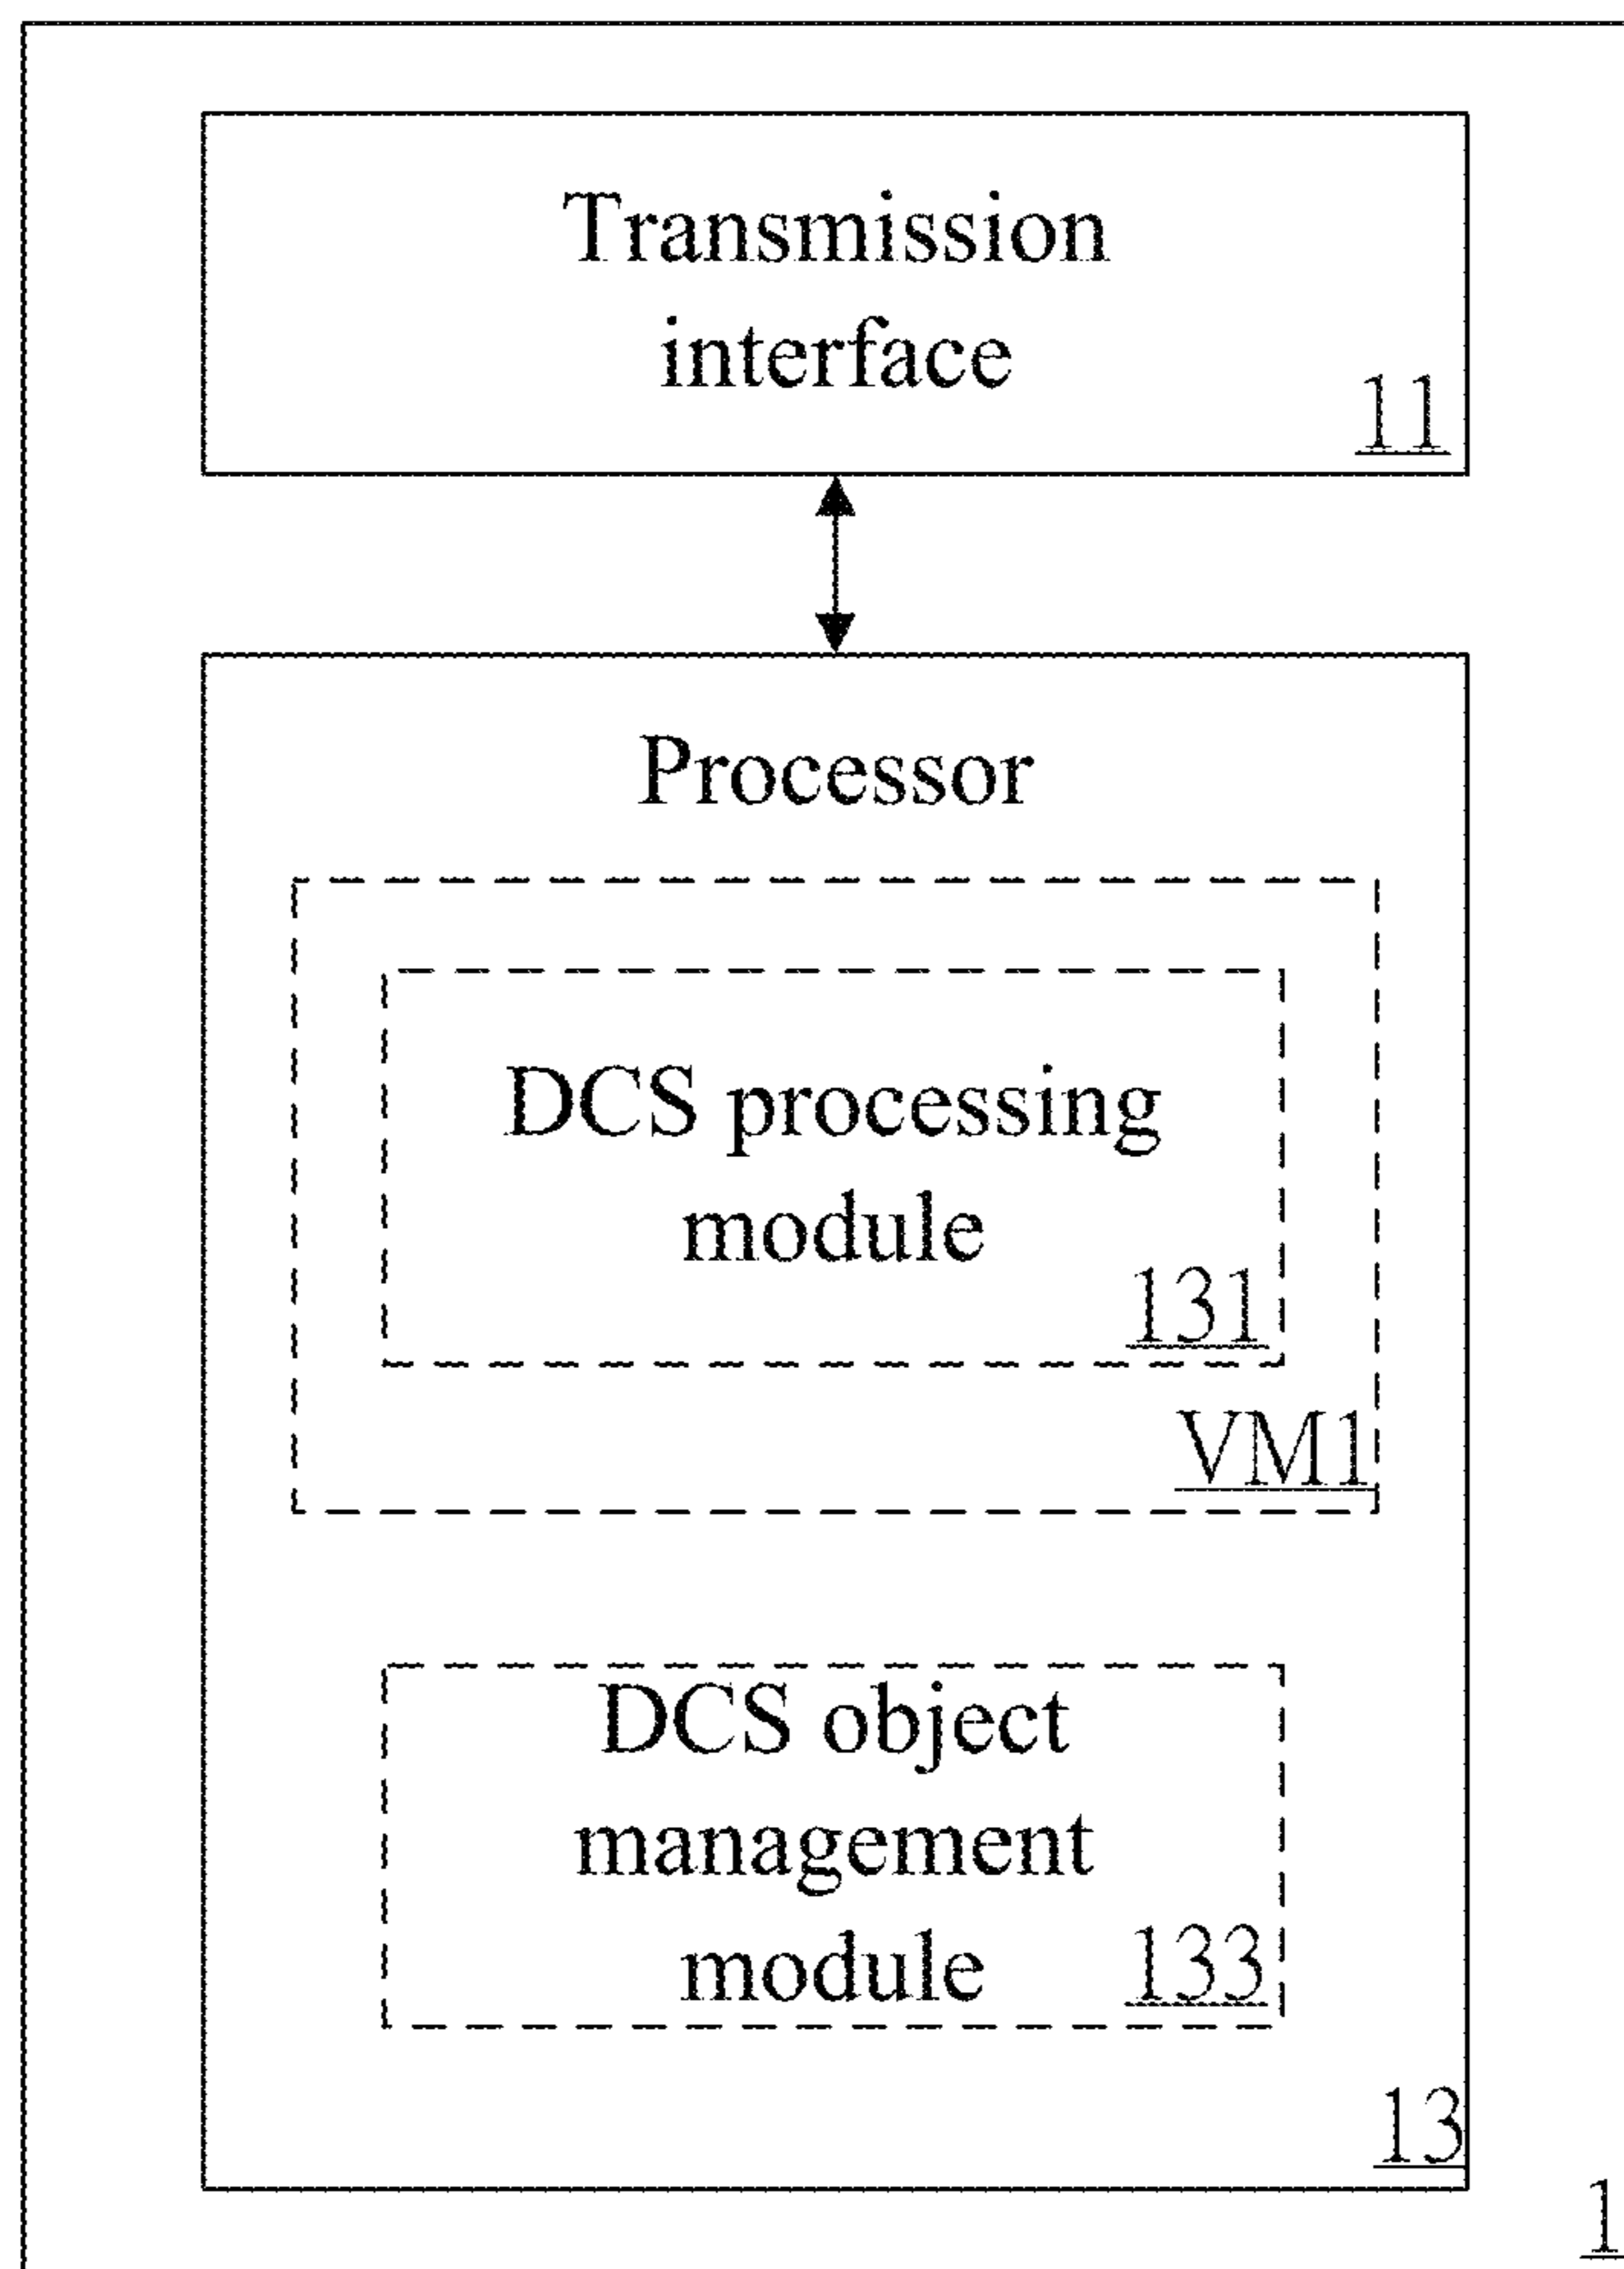 Transmission
interface
11
Processor
DCS processing
module
131
VM1
DCS object
management
module 133
13
1